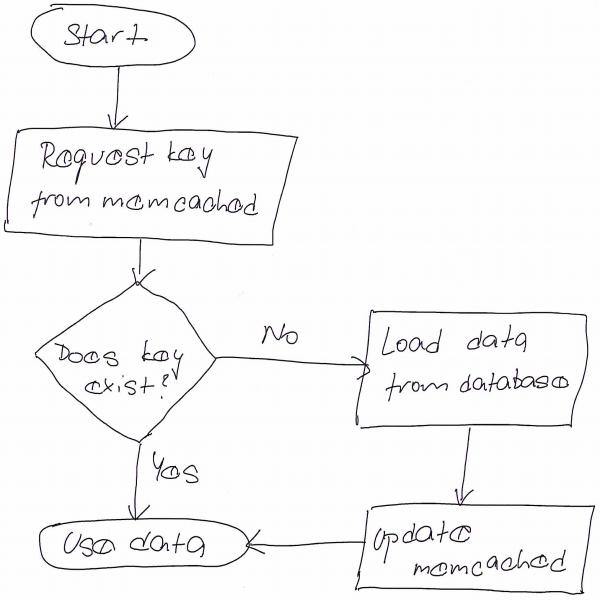 Start
Request key
from memcached
Does key
exist?
No
Load data
from database
Yes
Use data
Update
memcached